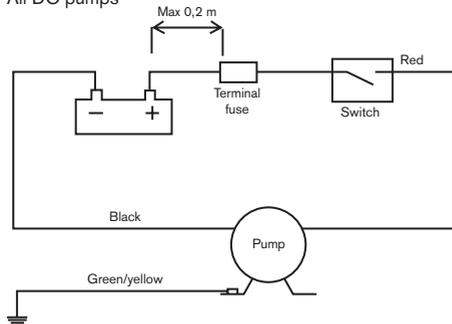 All DC pumps
Max 0,2 m
Red
Terminal
fuse
Switch
− +
Black
Pump
Green/yellow